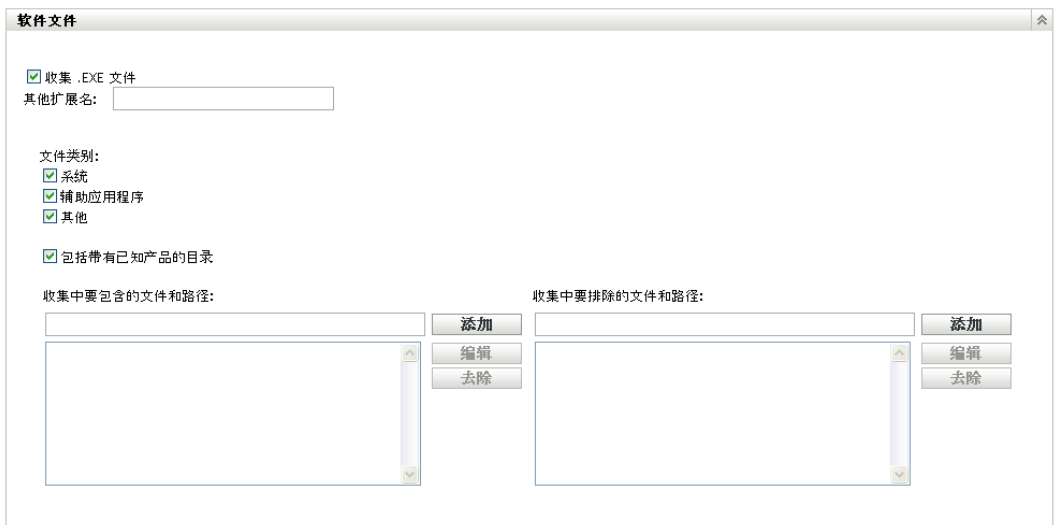 软件文件
收集 .EXE 文件
其他扩展名:
文件类别:
系统
辅助应用程序
其他
包括带有已知产品的目录
收集中要包含的文件和路径:
收集中要排除的文件和路径:
添加
添加
编辑
编辑
去除
去除